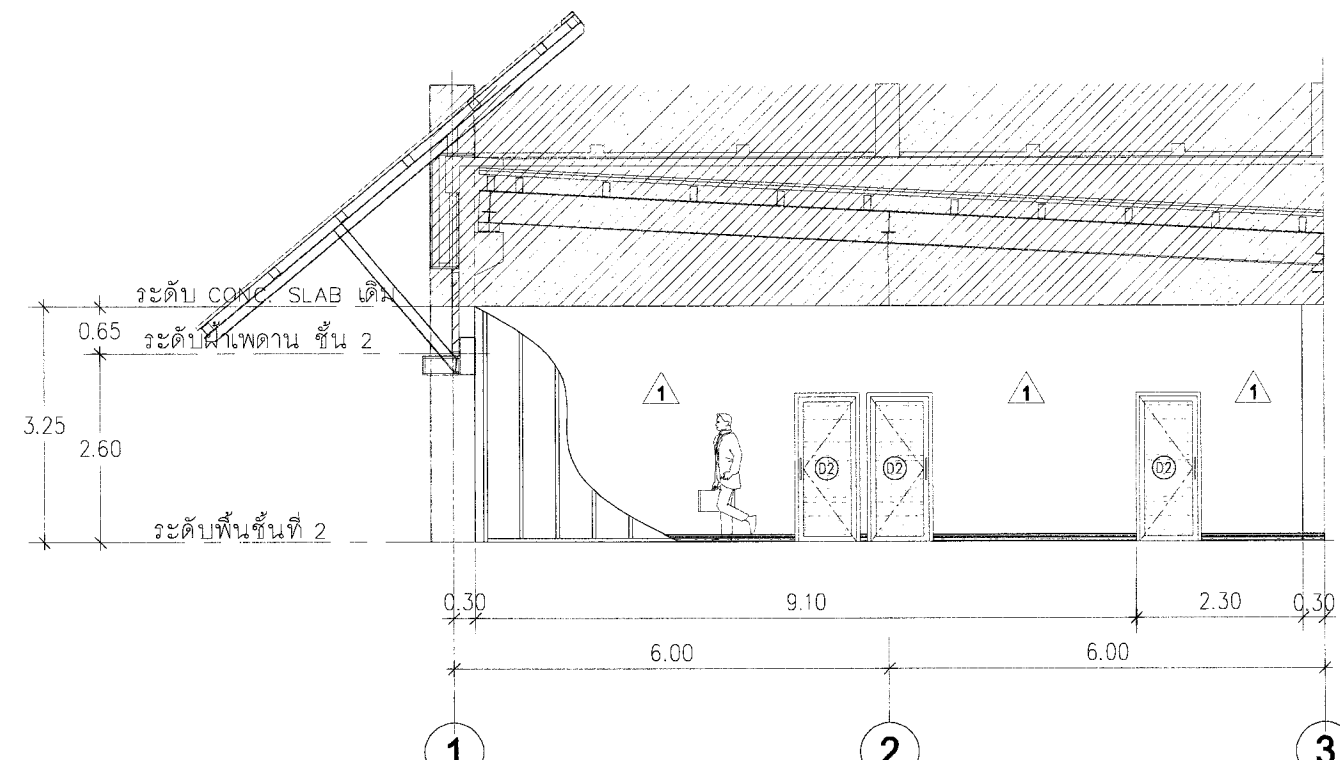 ระดับ CONC. SLAB เดิม
0.65
ระดับฝ้าเพดาน ชั้น 2
3.25
2.60
1
1
1
D2
D2
D2
ระดับพื้นชั้นที่ 2
0.30
9.10
2.30
0.30
6.00
6.00
1
2
3